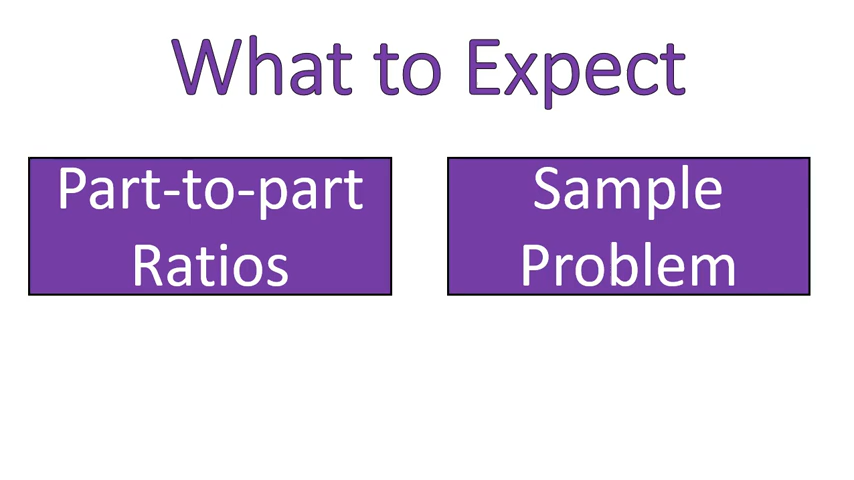 What to Expect
Part-to-part
Ratios
Sample
Problem